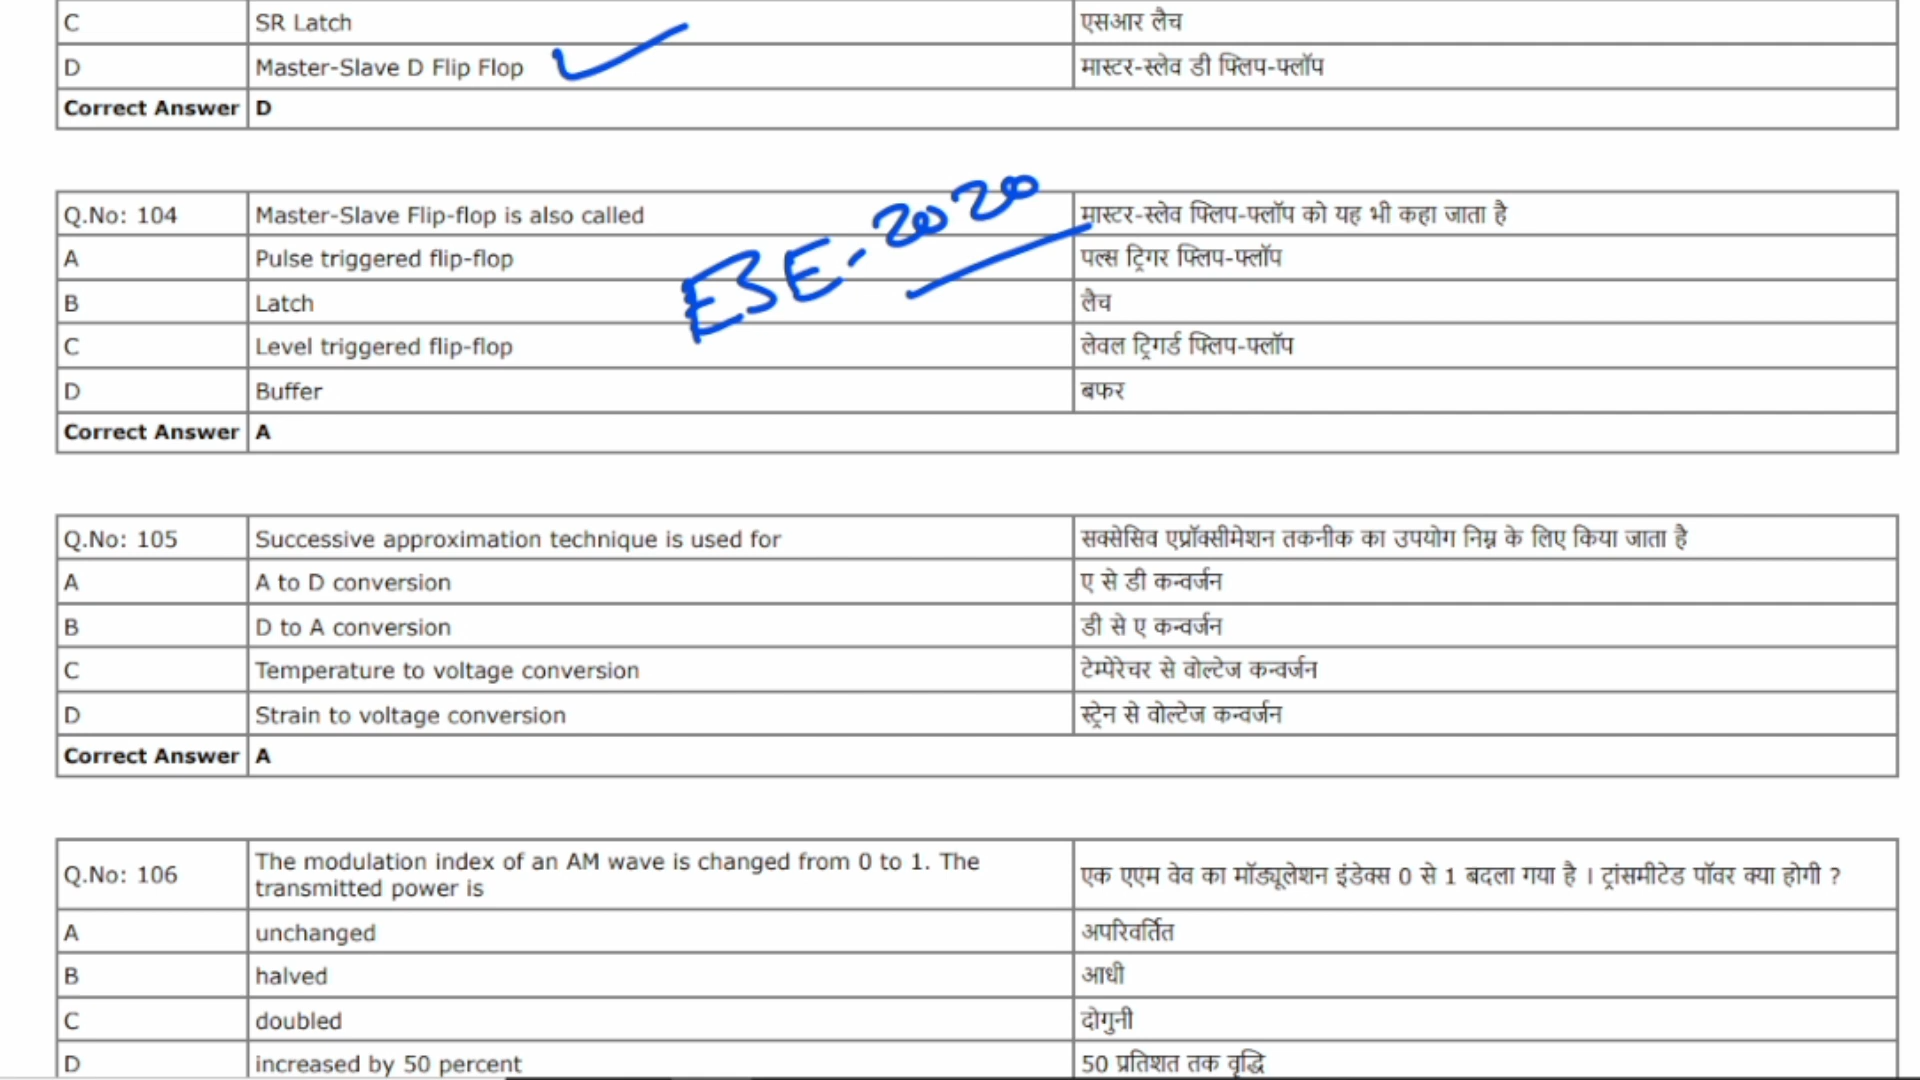 C SR Latch एसआर लैच
D Master-Slave D Flip Flop मास्टर-स्लेव डी फ्लिप-फ्लॉप
Correct Answer D
Q.No: 104 Master-Slave Flip-flop is also called मास्टर-स्लेव फ्लिप-फ्लॉप को यह भी कहा जाता है
A Pulse triggered flip-flop पल्स ट्रिगर फ्लिप-फ्लॉप
ESE-2020
B Latch लैच
C Level triggered flip-flop लेवल ट्रिगर्ड फ्लिप-फ्लॉप
D Buffer बफर
Correct Answer A
Q.No: 105 Successive approximation technique is used for सक्सेसिव एप्रॉक्सीमेशन तकनीक का उपयोग निम्न के लिए किया जाता है
A A to D conversion ए से डी कन्वर्जन
B D to A conversion डी से ए कन्वर्जन
C Temperature to voltage conversion टेम्पेरेचर से वोल्टेज कन्वर्जन
D Strain to voltage conversion स्ट्रेन से वोल्टेज कन्वर्जन
Correct Answer A
Q.No: 106 The modulation index of an AM wave is changed from 0 to 1. The
transmitted power is एक एएम वेव का मॉड्यूलेशन इंडेक्स 0 से 1 बदला गया है । ट्रांसमीटेड पॉवर क्या होगी ?
A unchanged अपरिवर्तित
B halved आधी
C doubled दोगुनी
D increased by 50 percent 50 प्रतिशत तक वृद्धि